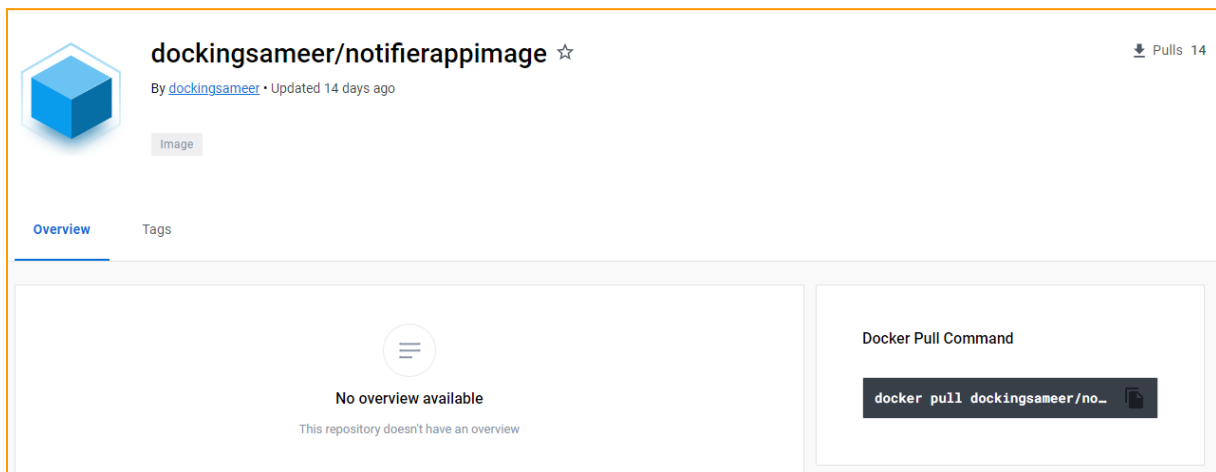 dockingsameer/notifierappimage
Pulls 14
By dockingsameer • Updated 14 days ago
Image
Overview Tags
No overview available
This repository doesn't have an overview
Docker Pull Command
docker pull dockingsameer/no…